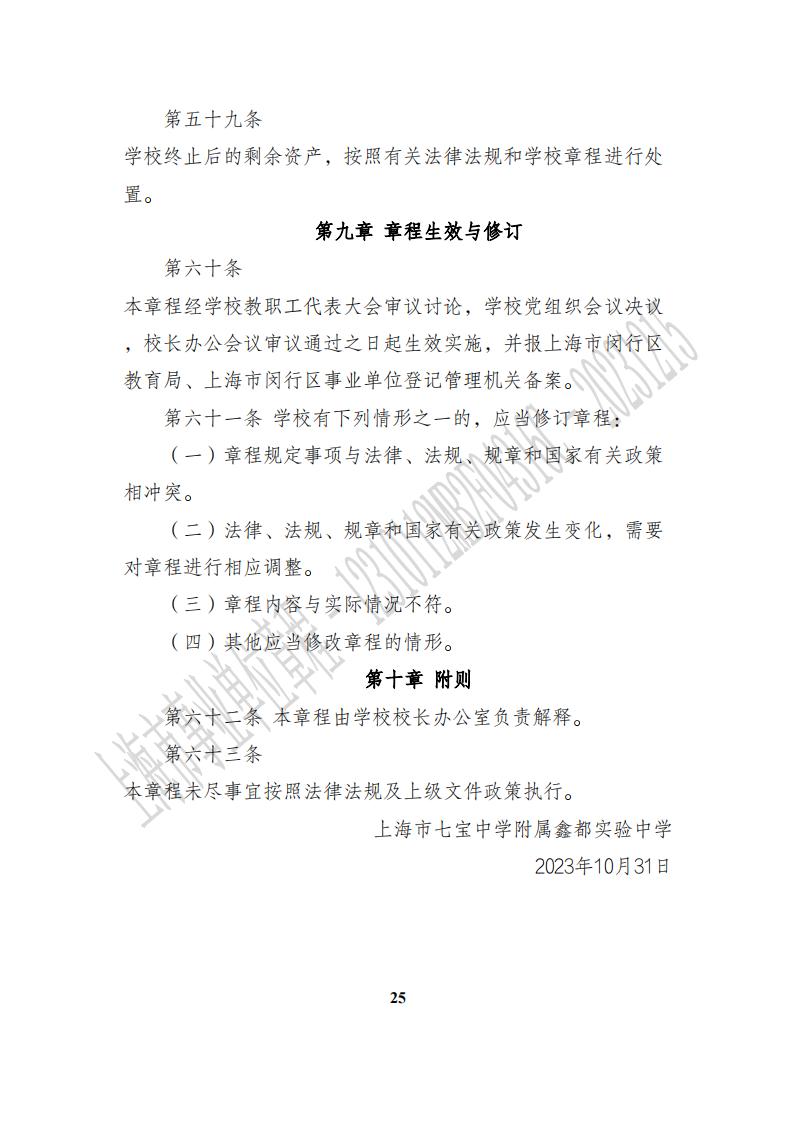 第五十九条
学校终止后的剩余资产，按照有关法律法规和学校章程进行处
置。
第九章 章程生效与修订
第六十条
本章程经学校教职工代表大会审议讨论，学校党组织会议决议
，校长办公会议审议通过之日起生效实施，并报上海市闵行区
教育局、上海市闵行区事业单位登记管理机关备案。
第六十一条 学校有下列情形之一的，应当修订章程：
（一）章程规定事项与法律、法规、规章和国家有关政策
相冲突。
（二）法律、法规、规章和国家有关政策发生变化，需要
对章程进行相应调整。
（三）章程内容与实际情况不符。
（四）其他应当修改章程的情形。
第十章 附则
第六十二条 本章程由学校校长办公室负责解释。
第六十三条
本章程未尽事宜按照法律法规及上级文件政策执行。
上海市七宝中学附属鑫都实验中学
2023年10月31日
25